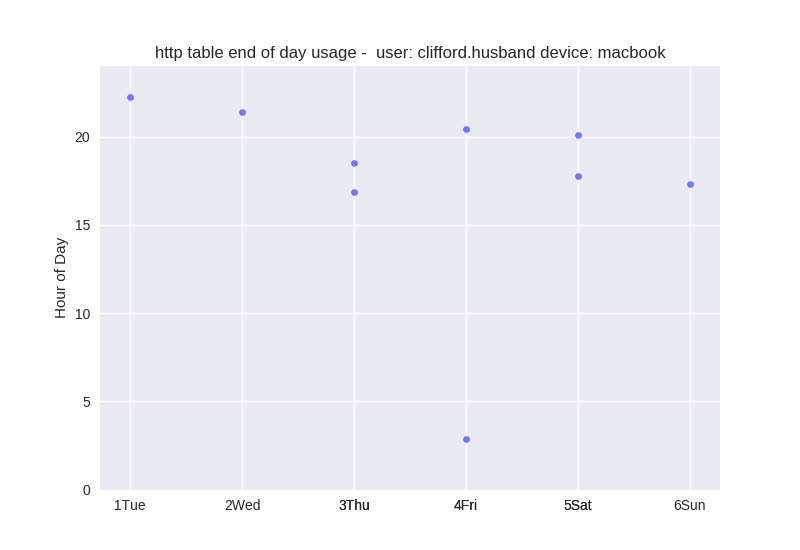 http table end of day usage -  user: clifford.husband device: macbook
Hour of Day
20
15
10
5
0
1Tue 2Wed 3Thu 4Fri 5Sat 6Sun